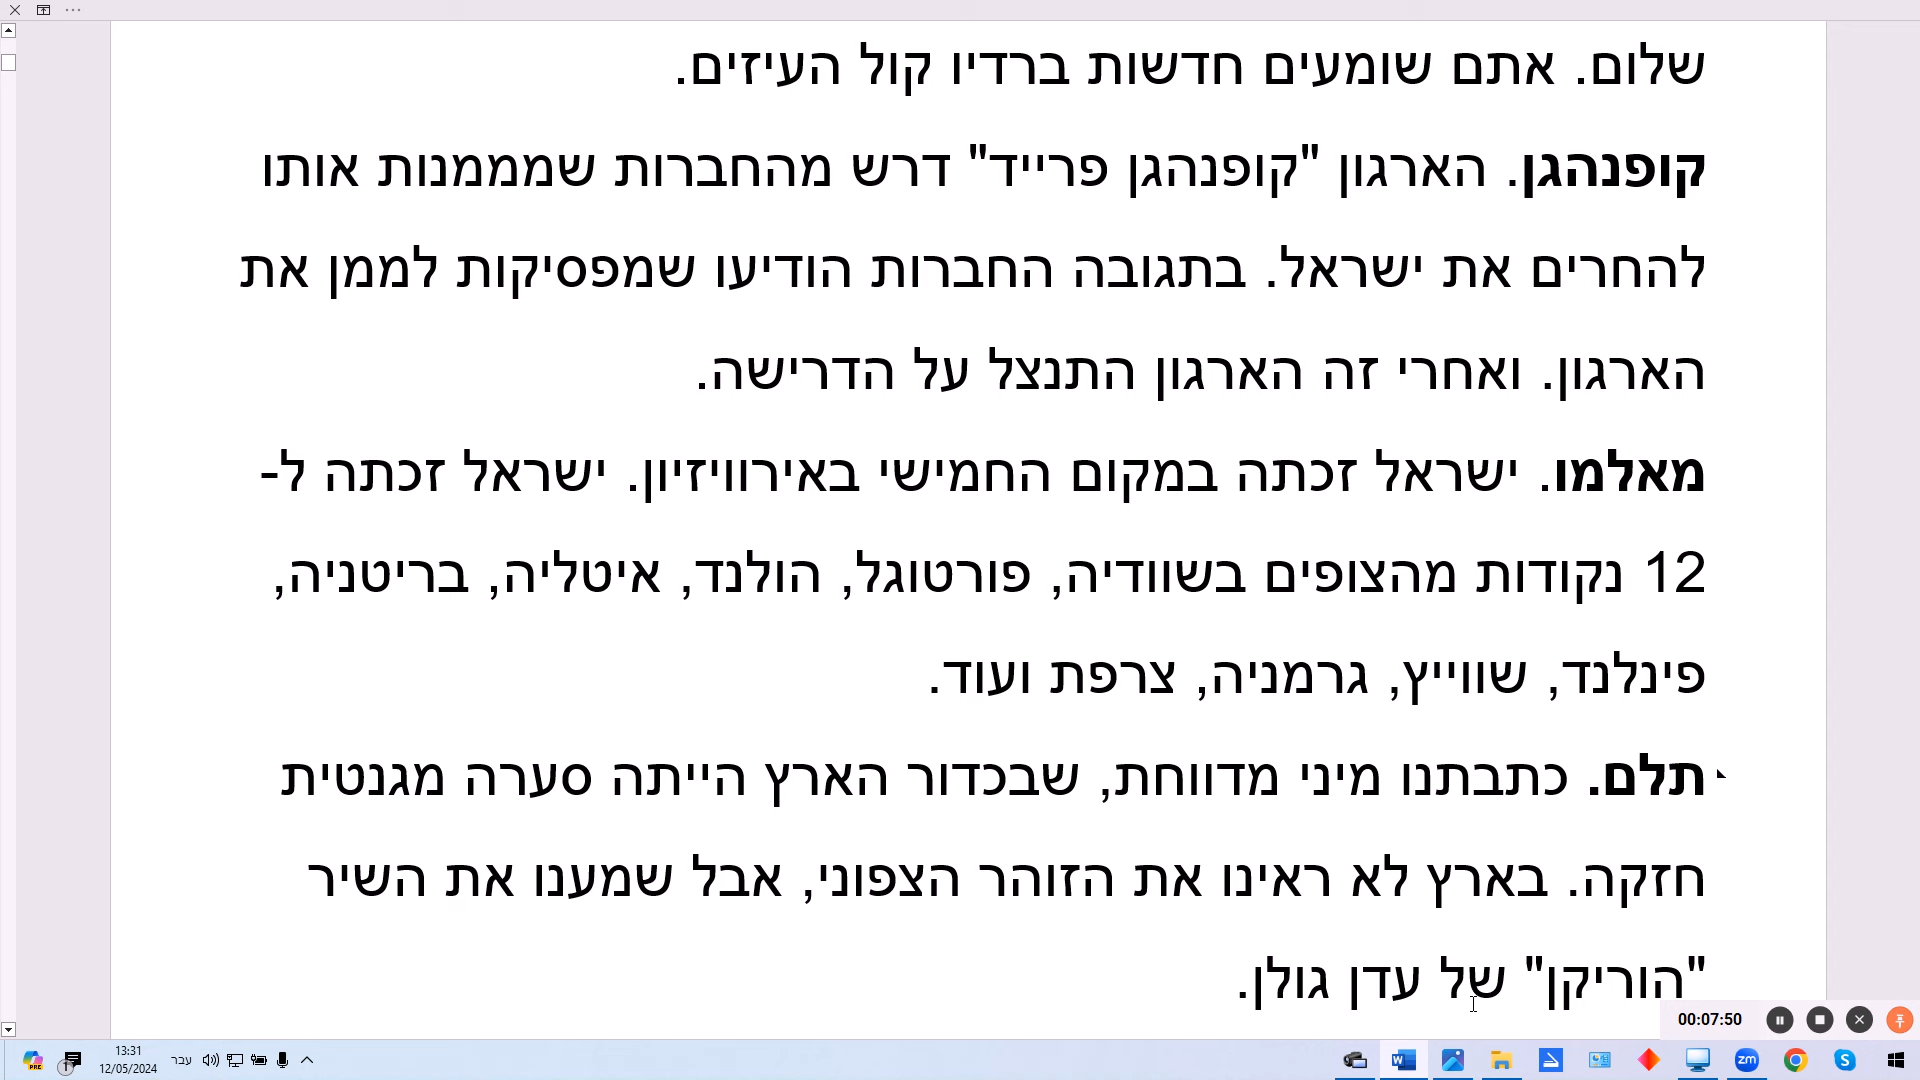 שלום. אתם שומעים חדשות ברדיו קול העיזים.
קופנהגן. הארגון "קופנהגן פרייד" דרש מהחברות שמממנות אותו
להחרים את ישראל. בתגובה החברות הודיעו שמפסיקות לממן את
הארגון. ואחרי זה הארגון התנצל על הדרישה.
מאלמו. ישראל זכתה במקום החמישי באירוויזיון. ישראל זכתה ל-
12 נקודות מהצופים בשוודיה, פורטוגל, הולנד, איטליה, בריטניה,
פינלנד, שווייץ, גרמניה, צרפת ועוד.
תלם. כתבתנו מיני מדווחת, שבכדור הארץ הייתה סערה מגנטית
חזקה. בארץ לא ראינו את הזוהר הצפוני, אבל שמענו את השיר
"הוריקן" של עדן גולן.
00:07:50
13:31
12/05/2024
עבר
PRE
1
W
zm
S